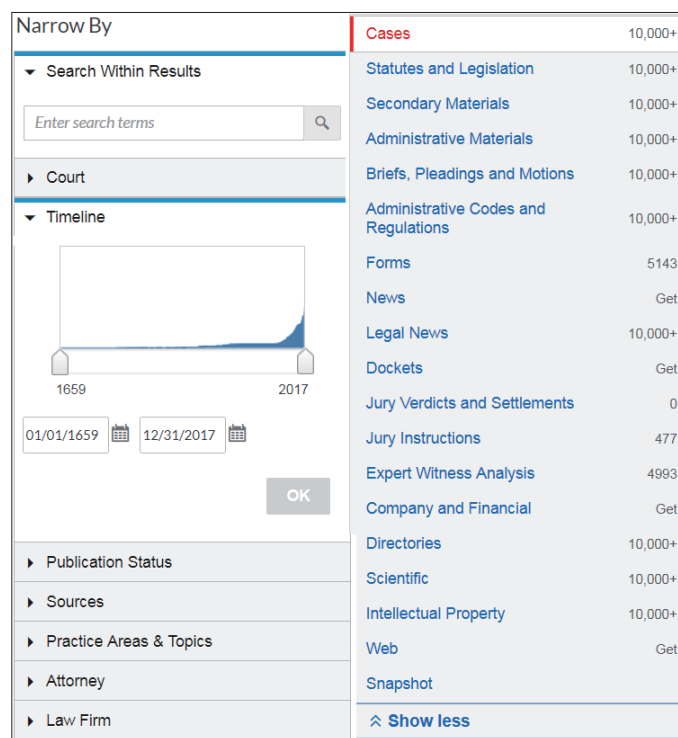 Narrow By
Search Within Results
Enter search terms
Court
Timeline
1659 2017
01/01/1659 12/31/2017
OK
Publication Status
Sources
Practice Areas & Topics
Attorney
Law Firm
Cases 10,000+
Statutes and Legislation 10,000+
Secondary Materials 10,000+
Administrative Materials 10,000+
Briefs, Pleadings and Motions 10,000+
Administrative Codes and
Regulations 10,000+
Forms 5143
News Get
Legal News 10,000+
Dockets Get
Jury Verdicts and Settlements 0
Jury Instructions 477
Expert Witness Analysis 4993
Company and Financial Get
Directories 10,000+
Scientific 10,000+
Intellectual Property 10,000+
Web Get
Snapshot
Show less